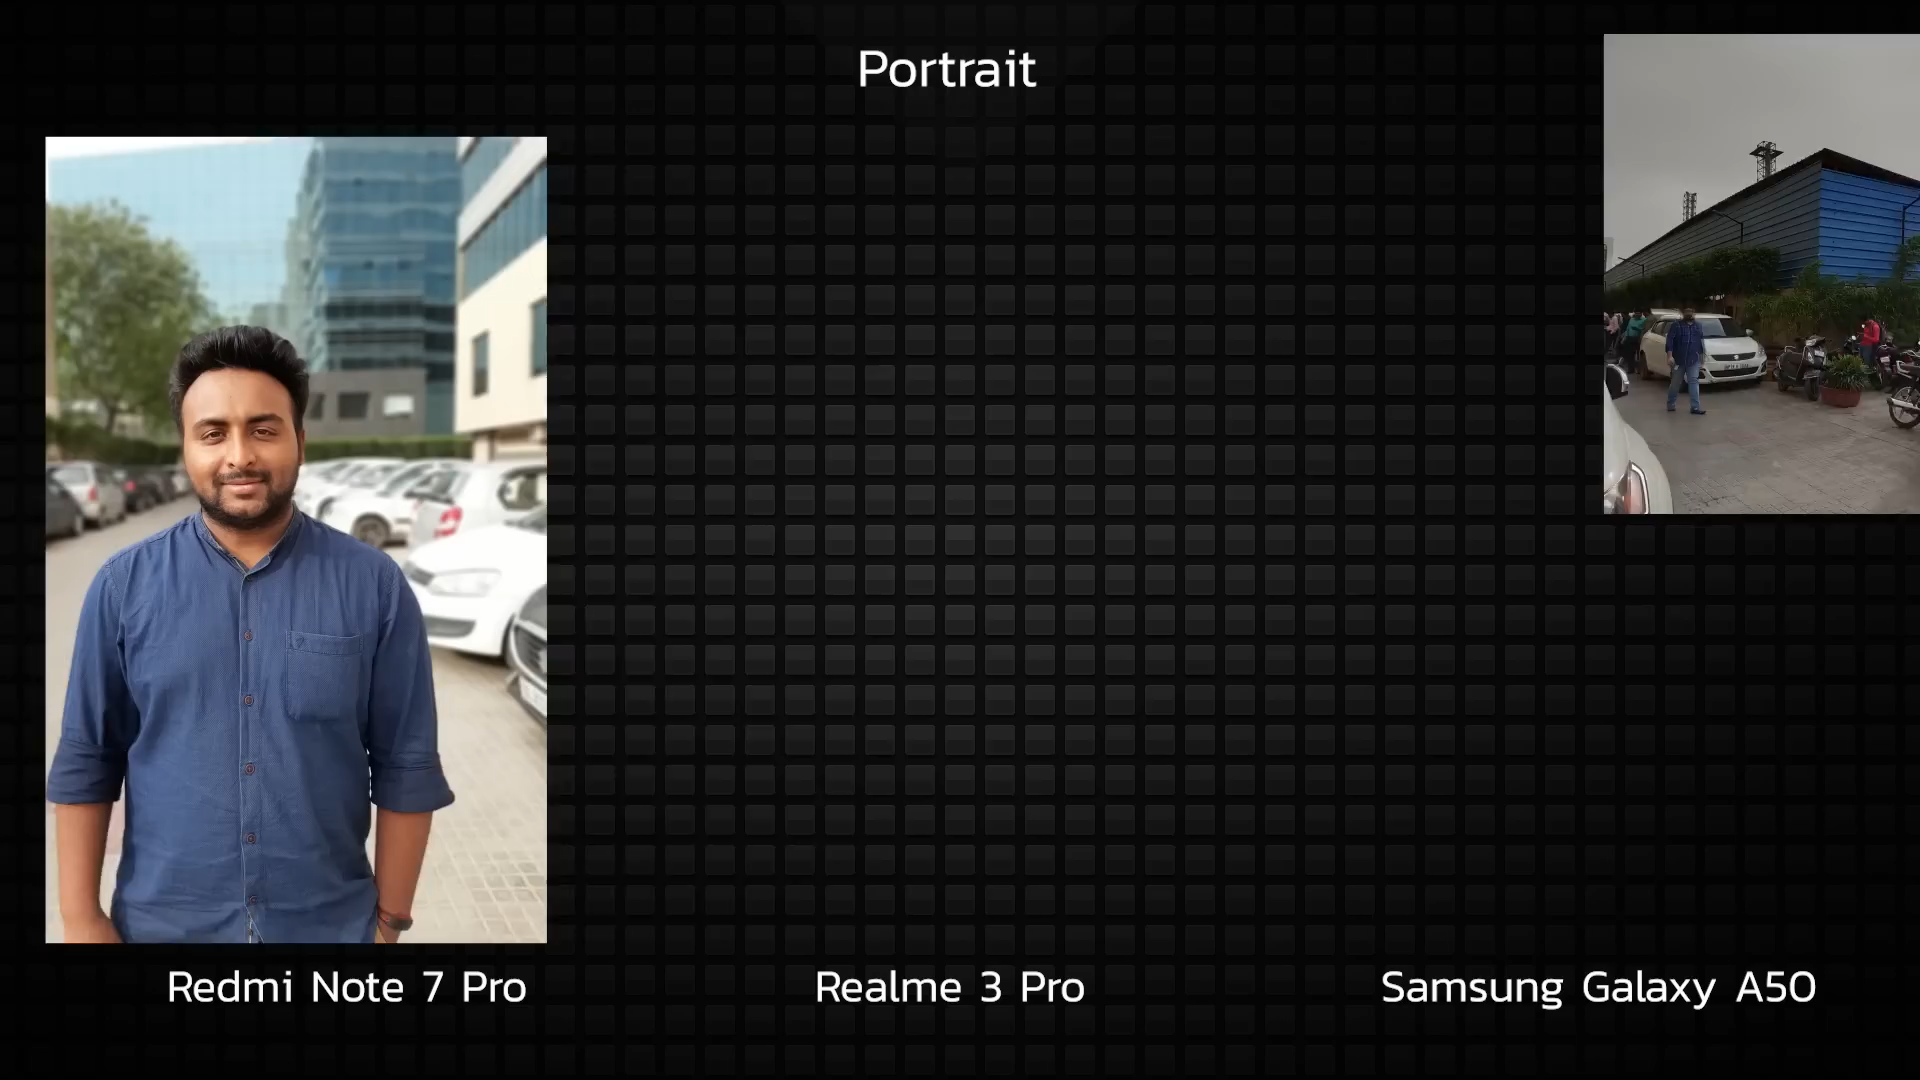 Portrait
Redmi Note 7 Pro
Realme 3 Pro
Samsung Galaxy A50